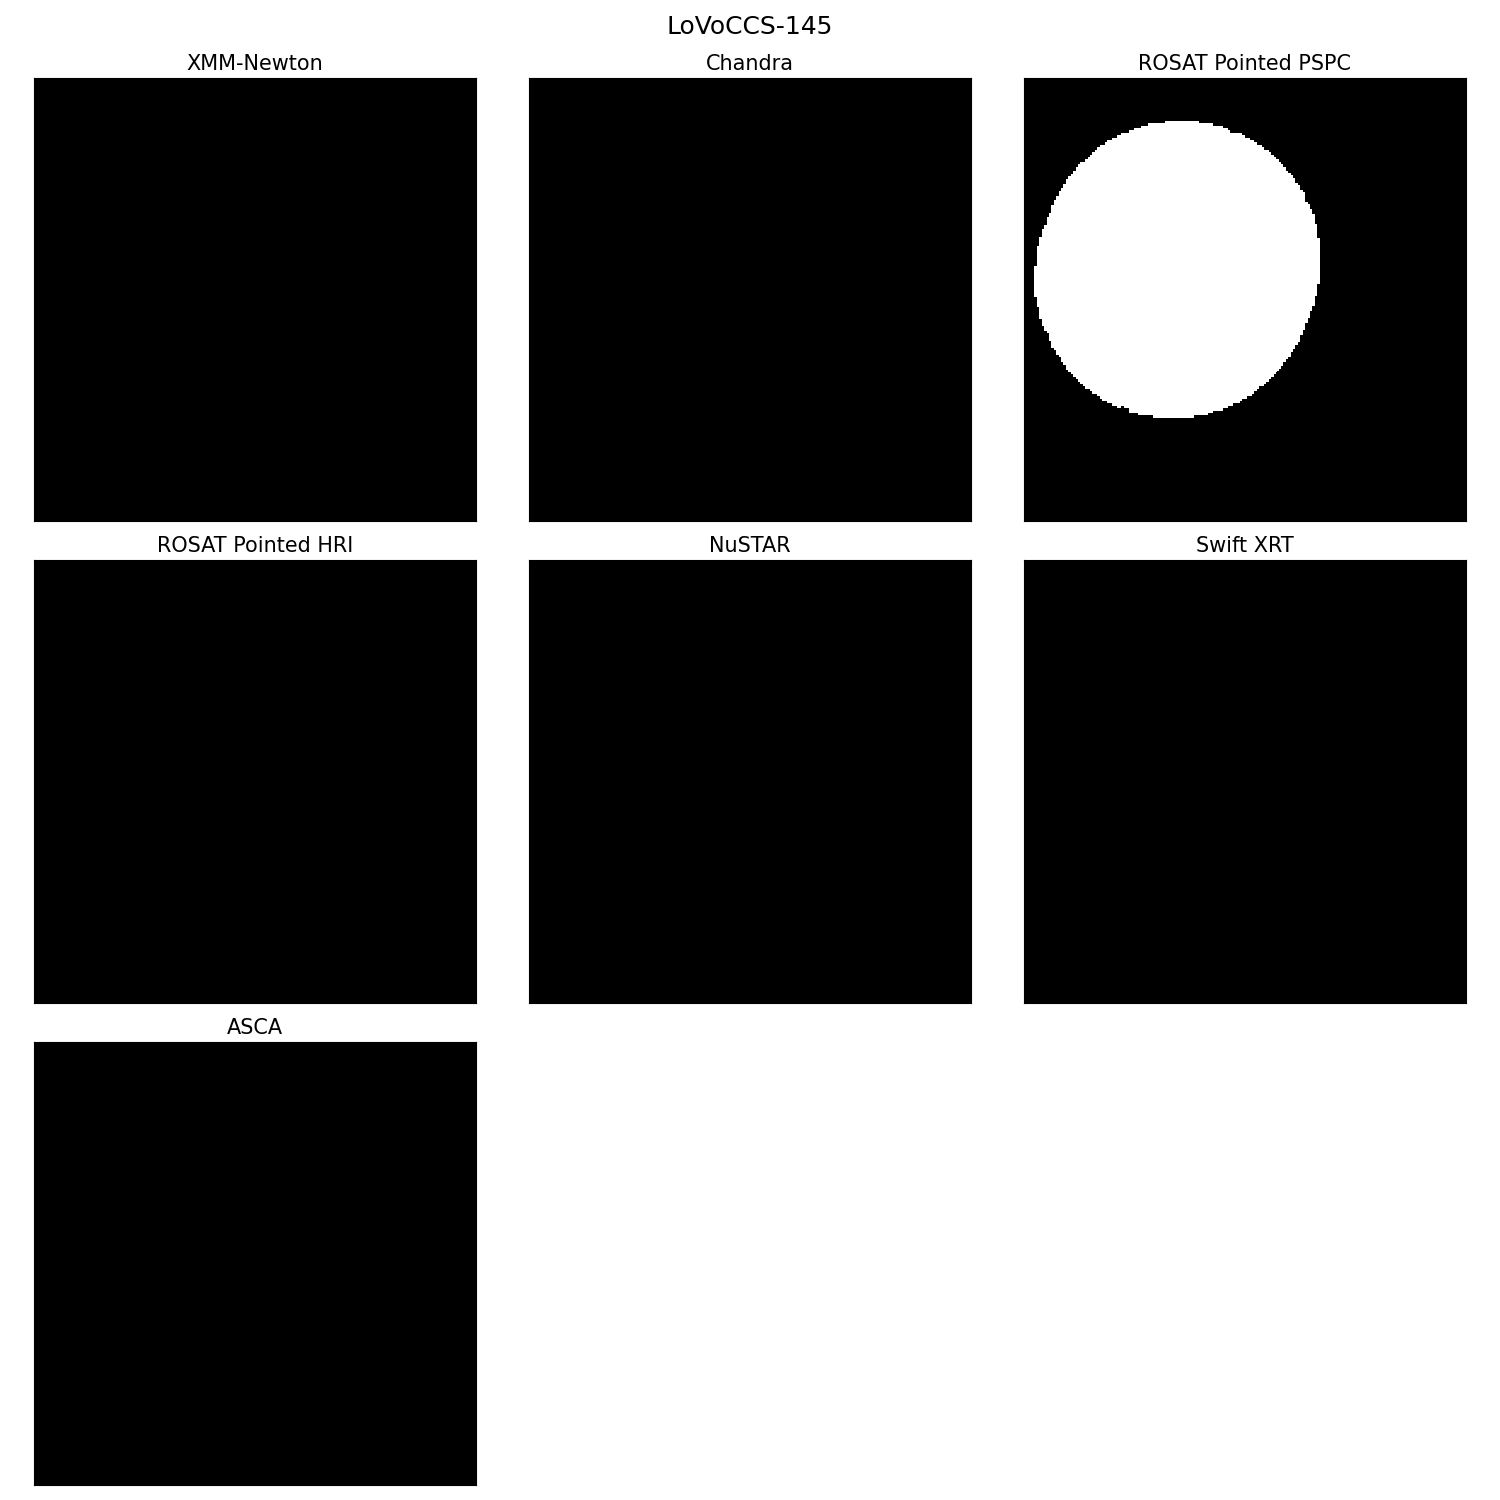 LoVoCCS-145
XMM-Newton
Chandra
ROSAT Pointed PSPC
ROSAT Pointed HRI
NuSTAR
Swift XRT
ASCA